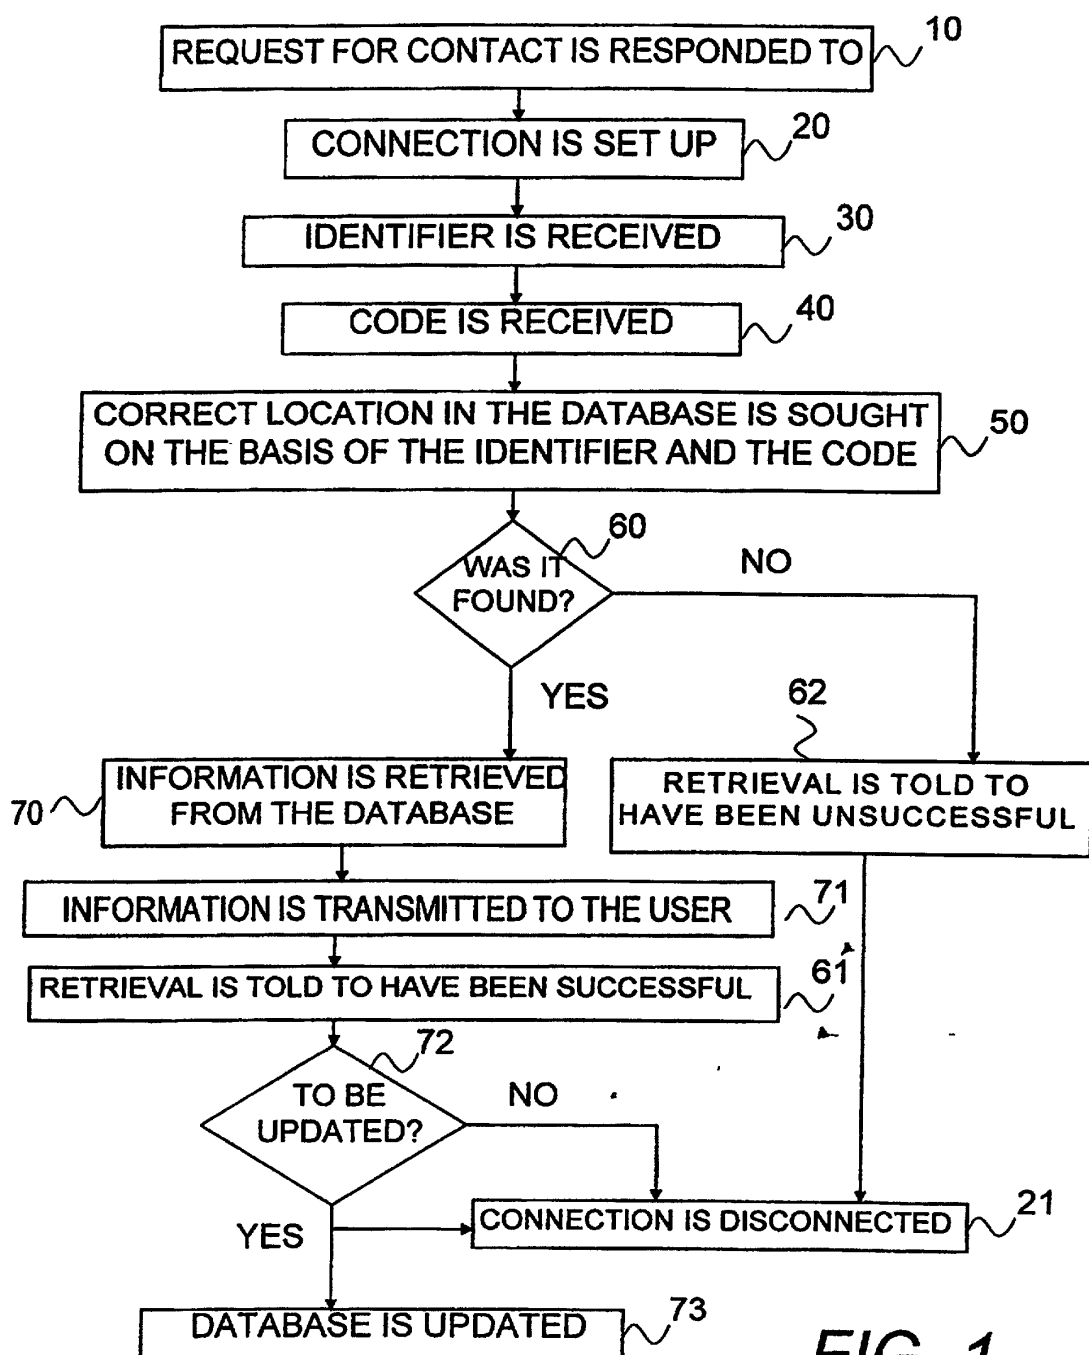 REQUEST FOR CONTACT IS RESPONDED TO
10
CONNECTION IS SET UP
20
IDENTIFIER IS RECEIVED
30
CODE IS RECEIVED
40
CORRECT LOCATION IN THE DATABASE IS SOUGHT
ON THE BASIS OF THE IDENTIFIER AND THE CODE
50
60
WAS IT
FOUND?
NO
YES
62
INFORMATION IS RETRIEVED
FROM THE DATABASE
70
RETRIEVAL IS TOLD TO
HAVE BEEN UNSUCCESSFUL
INFORMATION IS TRANSMITTED TO THE USER
71
RETRIEVAL IS TOLD TO HAVE BEEN SUCCESSFUL
61
72
TO BE
UPDATED?
NO
YES
CONNECTION IS DISCONNECTED
21
DATABASE IS UPDATED
73
FIG. 1